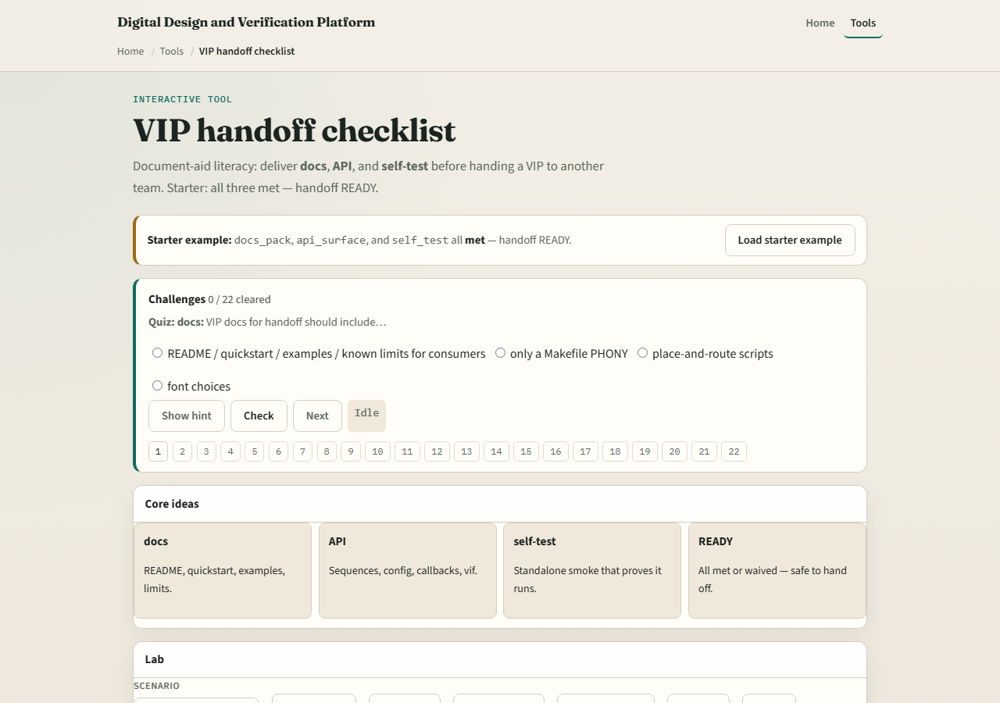 Digital Design and Verification Platform
Home Tools
Home / Tools / VIP handoff checklist
INTERACTIVE TOOL
VIP handoff checklist
Document-aid literacy: deliver docs, API, and self-test before handing a VIP to another
team. Starter: all three met — handoff READY.
Starter example: docs_pack, api_surface, and self_test all met — handoff READY.
Load starter example
Challenges 0 / 22 cleared
Quiz: docs: VIP docs for handoff should include…
README / quickstart / examples / known limits for consumers only a Makefile PHONY place-and-route scripts
font choices
Show hint Check Next Idle
1 2 3 4 5 6 7 8 9 10 11 12 13 14 15 16 17 18 19 20 21 22
Core ideas
docs
README, quickstart, examples,
limits.
API
Sequences, config, callbacks, vif.
self-test
Standalone smoke that proves it
runs.
READY
All met or waived — safe to hand
off.
Lab
SCENARIO